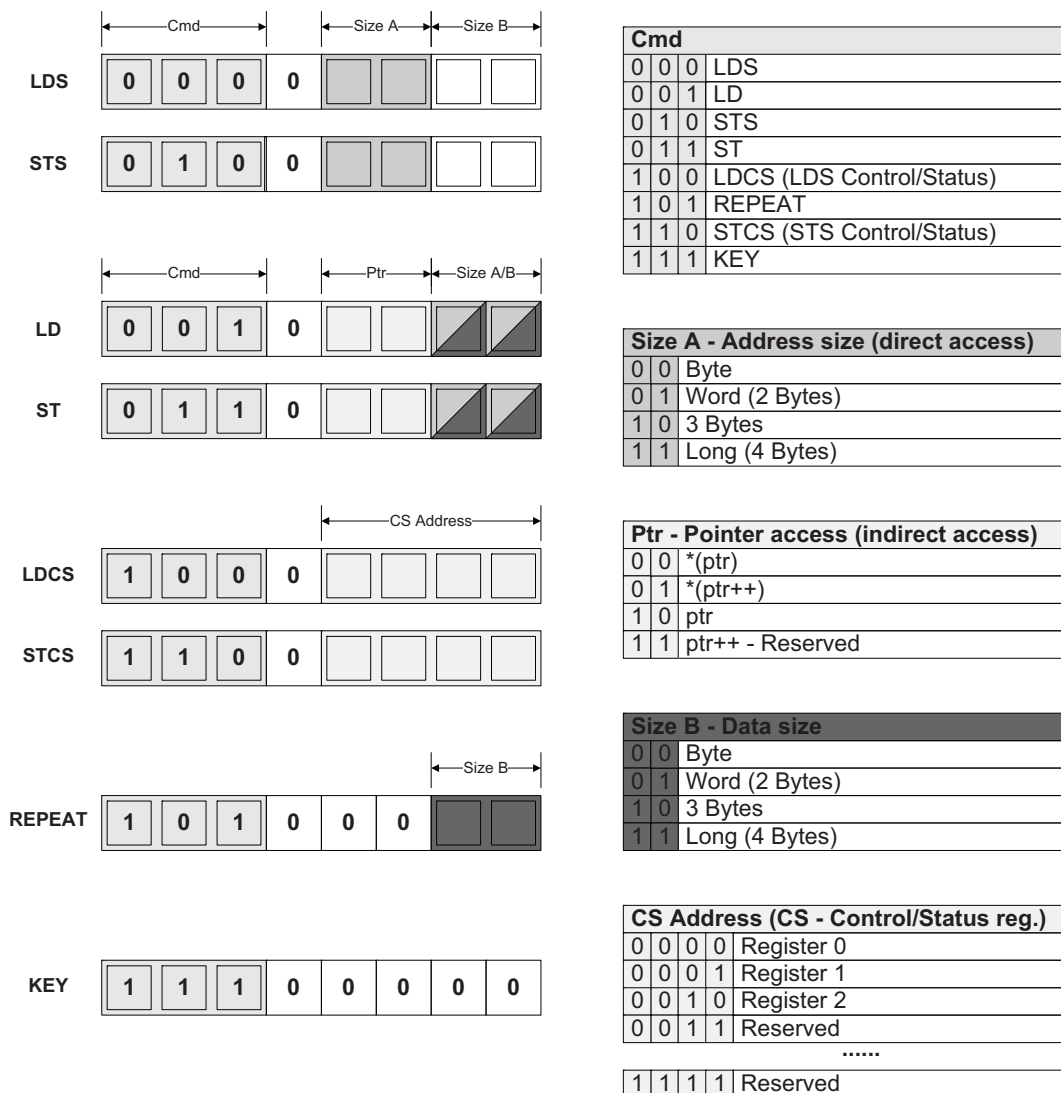 Cmd Size A Size B
LDS 0 0 0 0
STS 0 1 0 0
Cmd Ptr Size A/B
LD 0 0 1 0
ST 0 1 1 0
CS Address
LDCS 1 0 0 0
STCS 1 1 0 0
Size B
REPEAT 1 0 1 0 0 0
KEY 1 1 1 0 0 0 0 0
Cmd
0 0 0 LDS
0 0 1 LD
0 1 0 STS
0 1 1 ST
1 0 0 LDCS (LDS Control/Status)
1 0 1 REPEAT
1 1 0 STCS (STS Control/Status)
1 1 1 KEY
Size A - Address size (direct access)
0 0 Byte
0 1 Word (2 Bytes)
1 0 3 Bytes
1 1 Long (4 Bytes)
Ptr - Pointer access (indirect access)
0 0 *(ptr)
0 1 *(ptr++)
1 0 ptr
1 1 ptr++ - Reserved
Size B - Data size
0 0 Byte
0 1 Word (2 Bytes)
1 0 3 Bytes
1 1 Long (4 Bytes)
CS Address (CS - Control/Status reg.)
0 0 0 0 Register 0
0 0 0 1 Register 1
0 0 1 0 Register 2
0 0 1 1 Reserved
......
1 1 1 1 Reserved